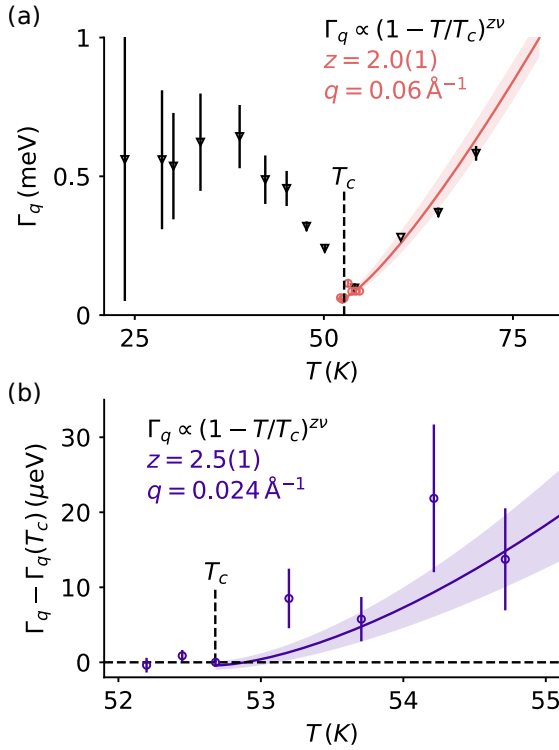 (a)
Γq ∝ (1 − T/Tc)^zν
z = 2.0(1)
q = 0.06 Å⁻¹
Tc
Γq (meV)
1
0.5
0
25
50
75
T (K)
(b)
Γq ∝ (1 − T/Tc)^zν
z = 2.5(1)
q = 0.024 Å⁻¹
Tc
Γq − Γq(Tc) (μeV)
30
20
10
0
52
53
54
55
T (K)